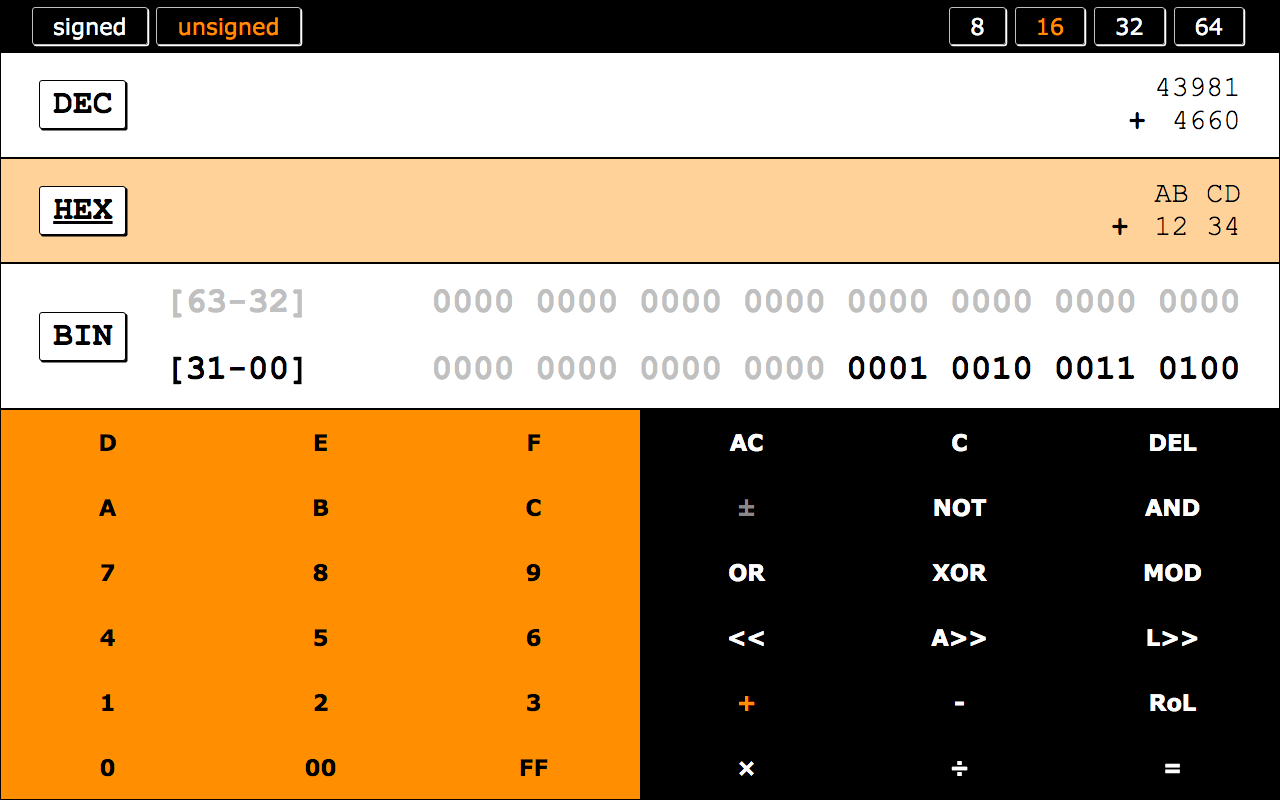 signed unsigned 8 16 32 64
DEC 43981
+ 4660
HEX AB CD
+ 12 34
BIN [63-32] 0000 0000 0000 0000 0000 0000 0000 0000
[31-00] 0000 0000 0000 0000 0001 0010 0011 0100
D E F AC C DEL
A B C ± NOT AND
7 8 9 OR XOR MOD
4 5 6 << A>> L>>
1 2 3 + - RoL
0 00 FF × ÷ =